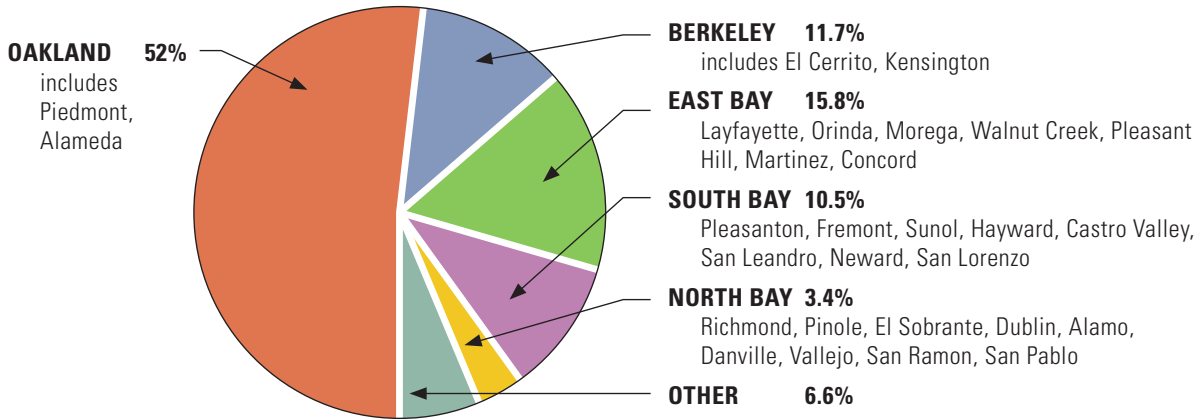 OAKLAND 52%
includes
Piedmont,
Alameda
BERKELEY 11.7%
includes El Cerrito, Kensington
EAST BAY 15.8%
Layfayette, Orinda, Morega, Walnut Creek, Pleasant
Hill, Martinez, Concord
SOUTH BAY 10.5%
Pleasanton, Fremont, Sunol, Hayward, Castro Valley,
San Leandro, Neward, San Lorenzo
NORTH BAY 3.4%
Richmond, Pinole, El Sobrante, Dublin, Alamo,
Danville, Vallejo, San Ramon, San Pablo
OTHER 6.6%